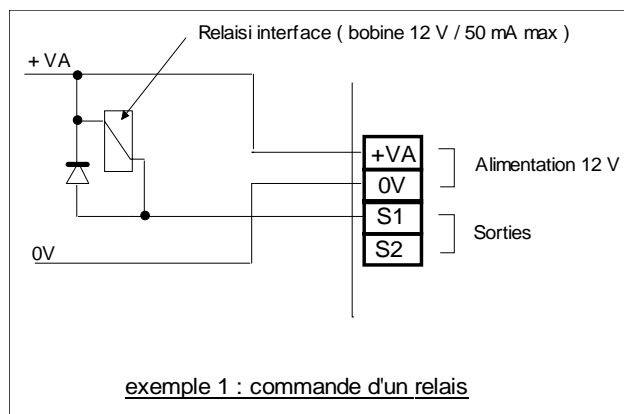 Relaisi interface ( bobine 12 V / 50 mA max )
+ VA
+VA
Alimentation 12 V
0V
S1
Sorties
S2
0V
exemple 1 : commande d'un relais